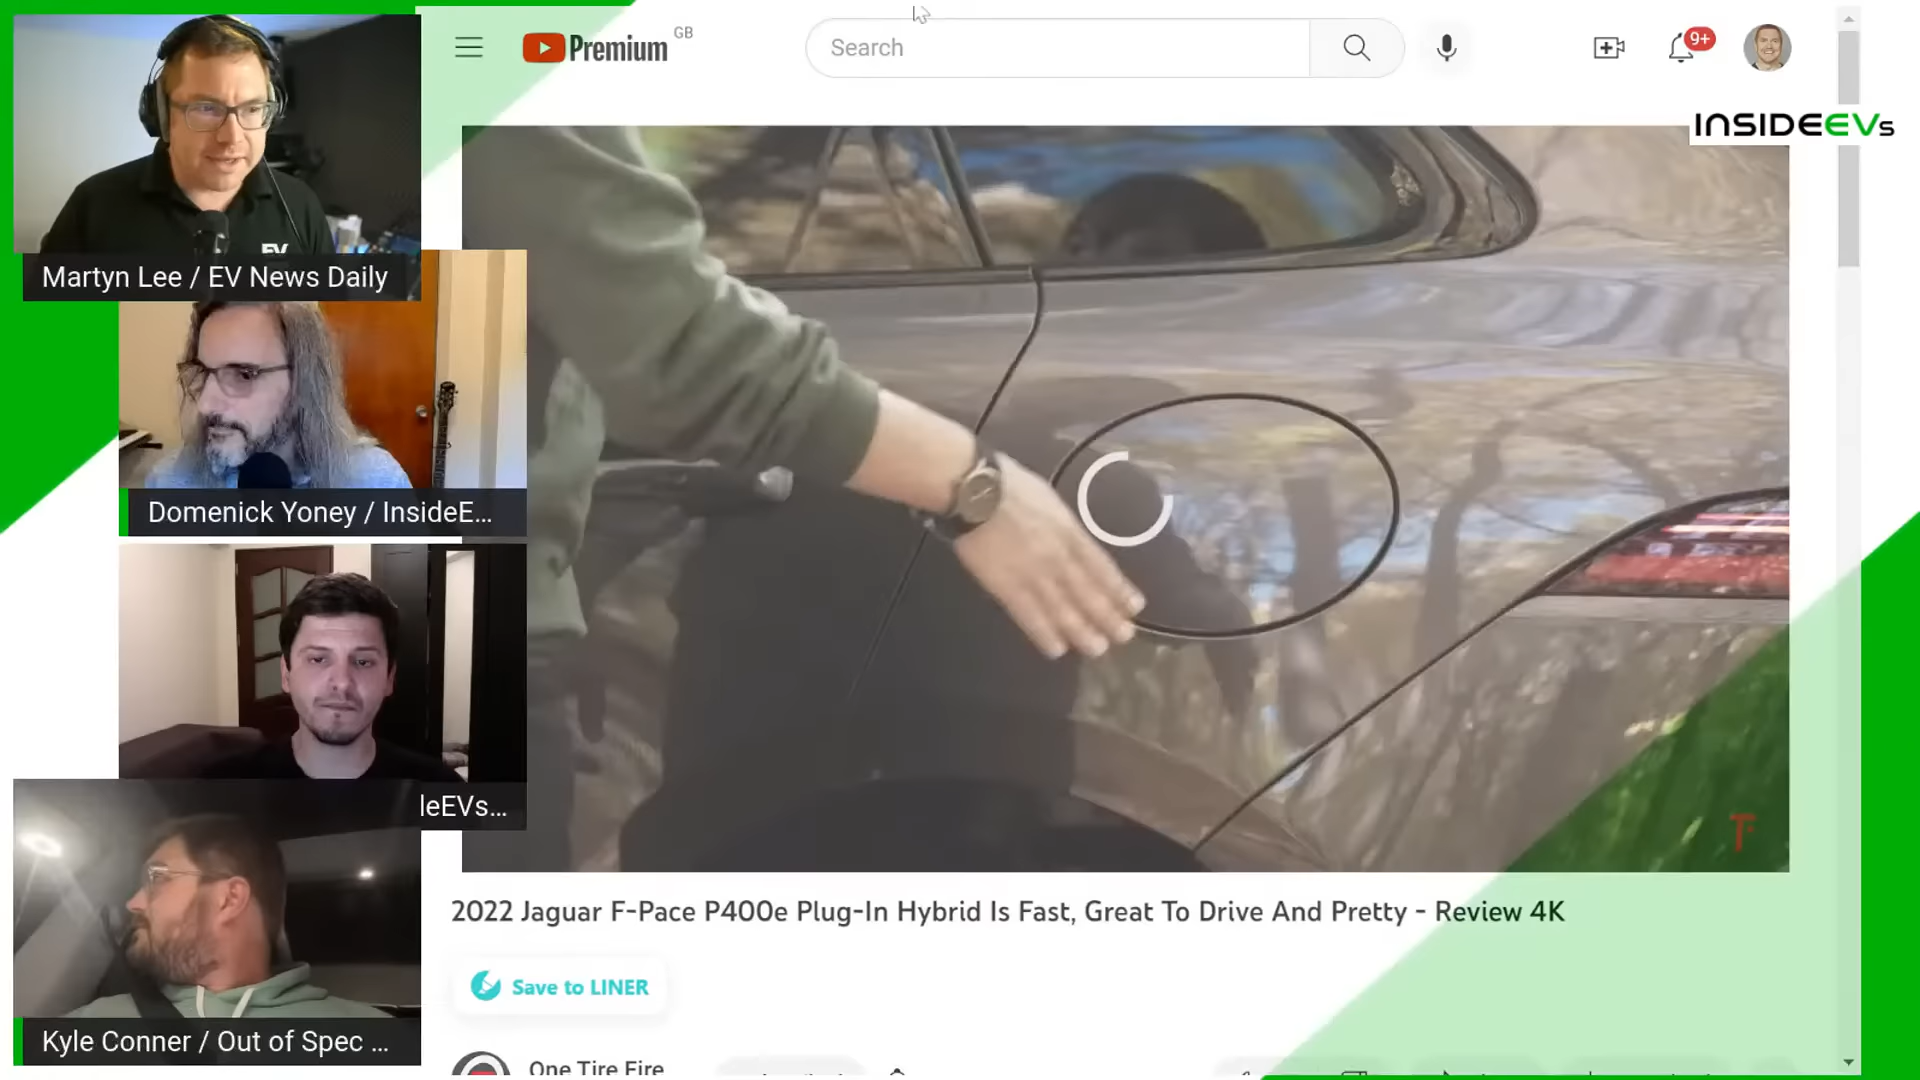 Premium
GB
Search
9+
INSIDEEVs
EV
Martyn Lee / EV News Daily
Domenick Yoney / InsideE...
leEVs...
Kyle Conner / Out of Spec ...
2022 Jaguar F-Pace P400e Plug-In Hybrid Is Fast, Great To Drive And Pretty - Review 4K
Save to LINER
One Tire Fire